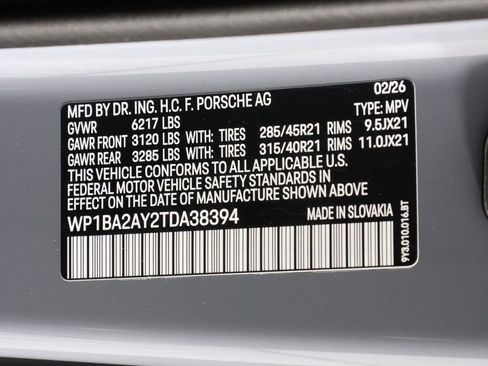 MFD BY DR. ING. H.C. F. PORSCHE AG 02/26
GVWR 6217 LBS TYPE: MPV
GAWR FRONT 3120 LBS WITH: TIRES 285/45R21 RIMS 9.5JX21
GAWR REAR 3285 LBS WITH: TIRES 315/40R21 RIMS 11.0JX21
THIS VEHICLE CONFORMS TO ALL APPLICABLE U.S.
FEDERAL MOTOR VEHICLE SAFETY STANDARDS IN
EFFECT ON THE DATE OF MANUFACTURE SHOWN ABOVE
WP1BA2AY2TDA38394 MADE IN SLOVAKIA
9Y3.010.016.BT